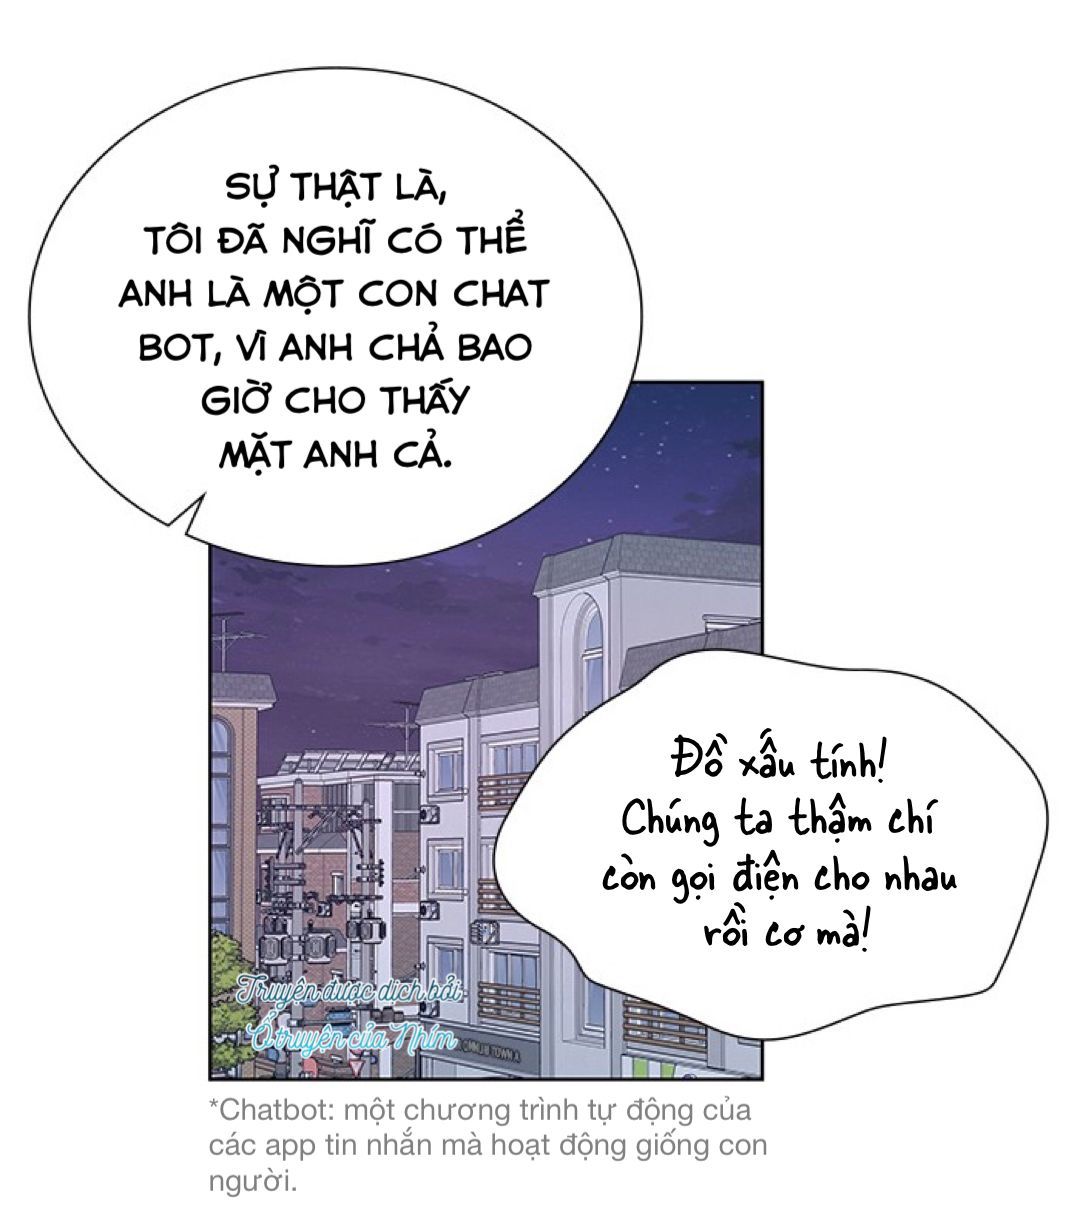 SỰ THẬT LÀ,
TÔI ĐÃ NGHĨ CÓ THỂ
ANH LÀ MỘT CON CHAT
BOT, VÌ ANH CHẢ BAO
GIỜ CHO THẤY
MẶT ANH CẢ.
Đồ xấu tính!
Chúng ta thậm chí
còn gọi điện cho nhau
rồi cơ mà!
Truyện được dịch bởi
Ổ truyện của Nhím
*Chatbot: một chương trình tự động của
các app tin nhắn mà hoạt động giống con
người.